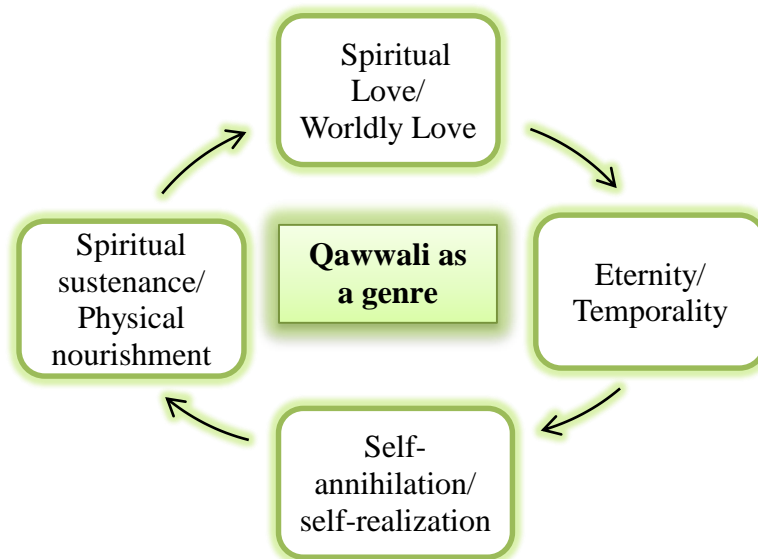 Spiritual
Love/
Worldly Love
Eternity/
Temporality
Self-
annihilation/
self-realization
Spiritual
sustenance/
Physical
nourishment
Qawwali as
a genre